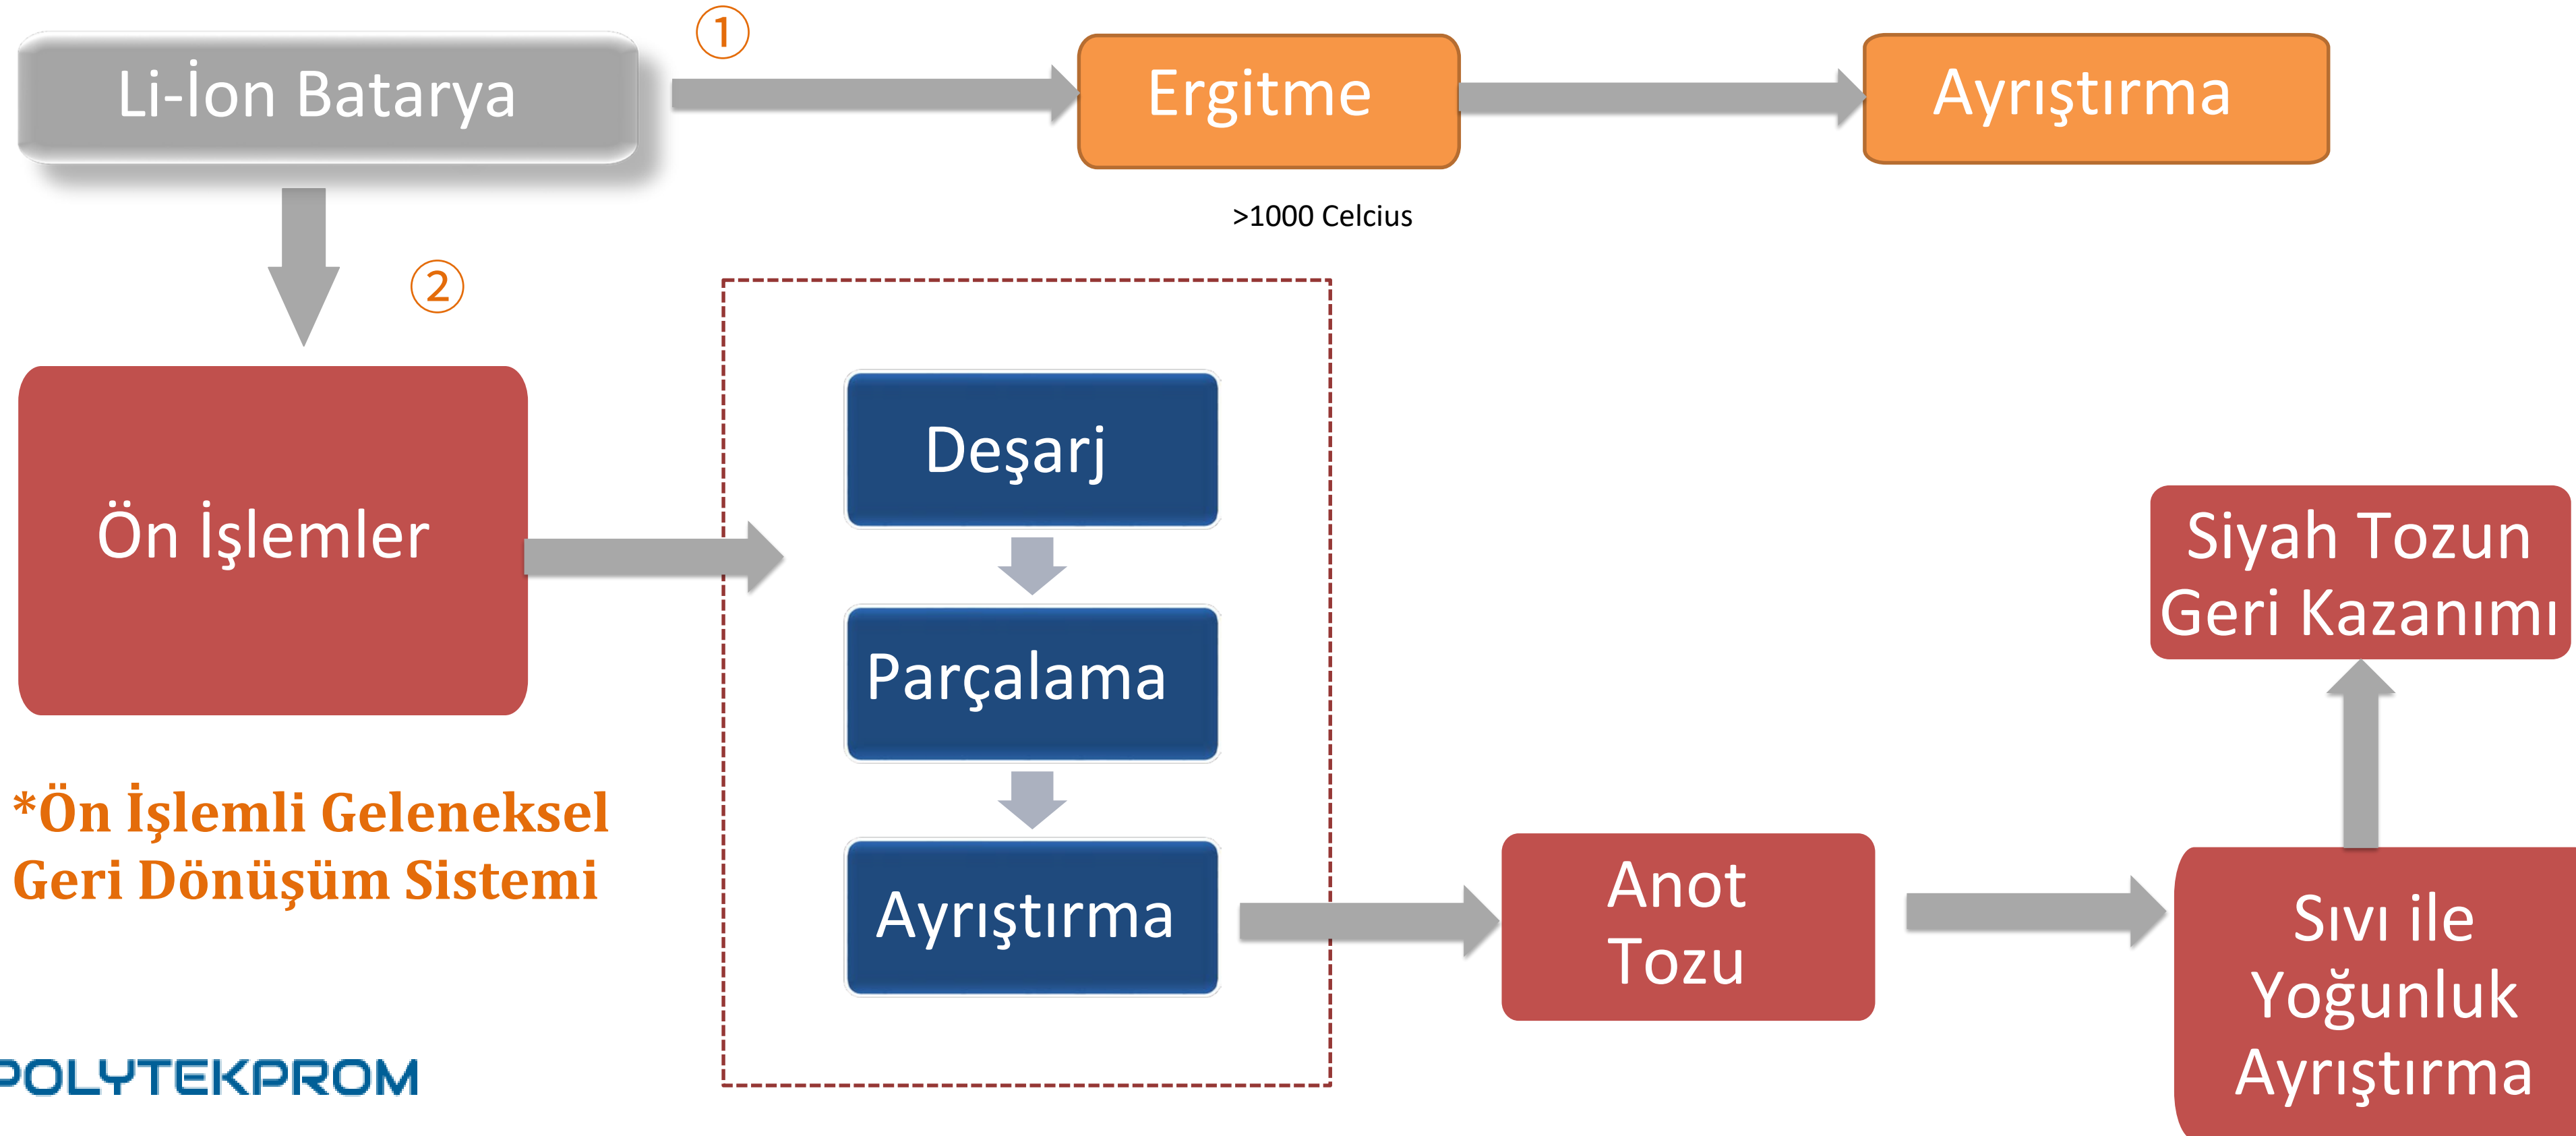 Li-İon Batarya
①
Ergitme
Ayrıştırma
>1000 Celcius
②
Ön İşlemler
Deşarj
Parçalama
Ayrıştırma
*Ön İşlemli Geleneksel
Geri Dönüşüm Sistemi
Anot
Tozu
Sıvı ile
Yoğunluk
Ayrıştırma
Siyah Tozun
Geri Kazanımı
POLYTEKPROM